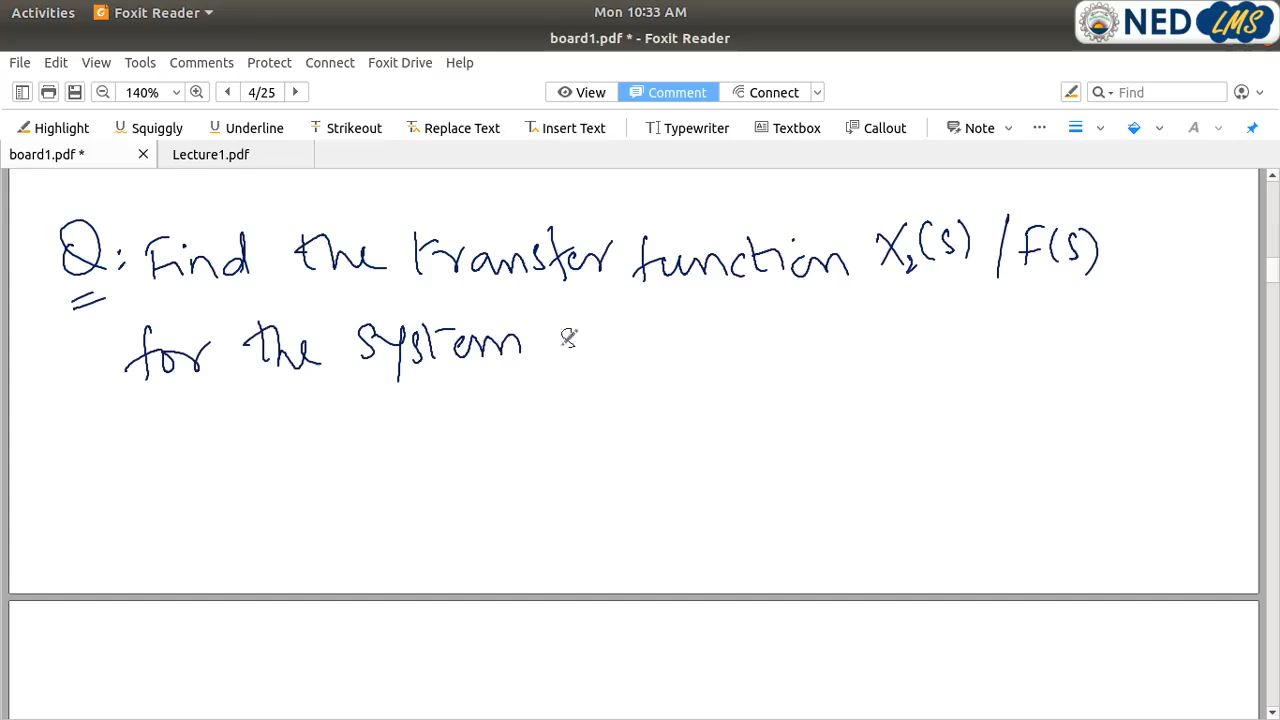 Activities Foxit Reader Mon 10:33 AM NED LMS
board1.pdf * - Foxit Reader
File Edit View Tools Comments Protect Connect Foxit Drive Help
140% 4/25 View Comment Connect Find
Highlight Squiggly Underline Strikeout Replace Text Insert Text Typewriter Textbox Callout Note
board1.pdf * Lecture1.pdf
Q: Find the transfer function X₂(s) / F(s)
for the system